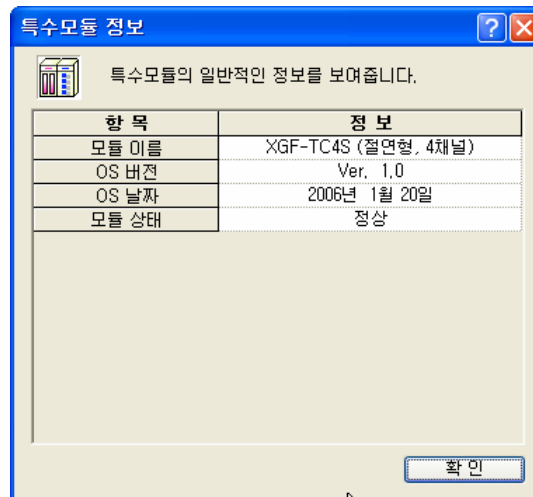 특수모듈 정보
특수모듈의 일반적인 정보를 보여줍니다.
항 목 정 보
모듈 이름 XGF-TC4S (절연형, 4채널)
OS 버전 Ver, 1,0
OS 날짜 2006년 1월 20일
모듈 상태 정상
확 인